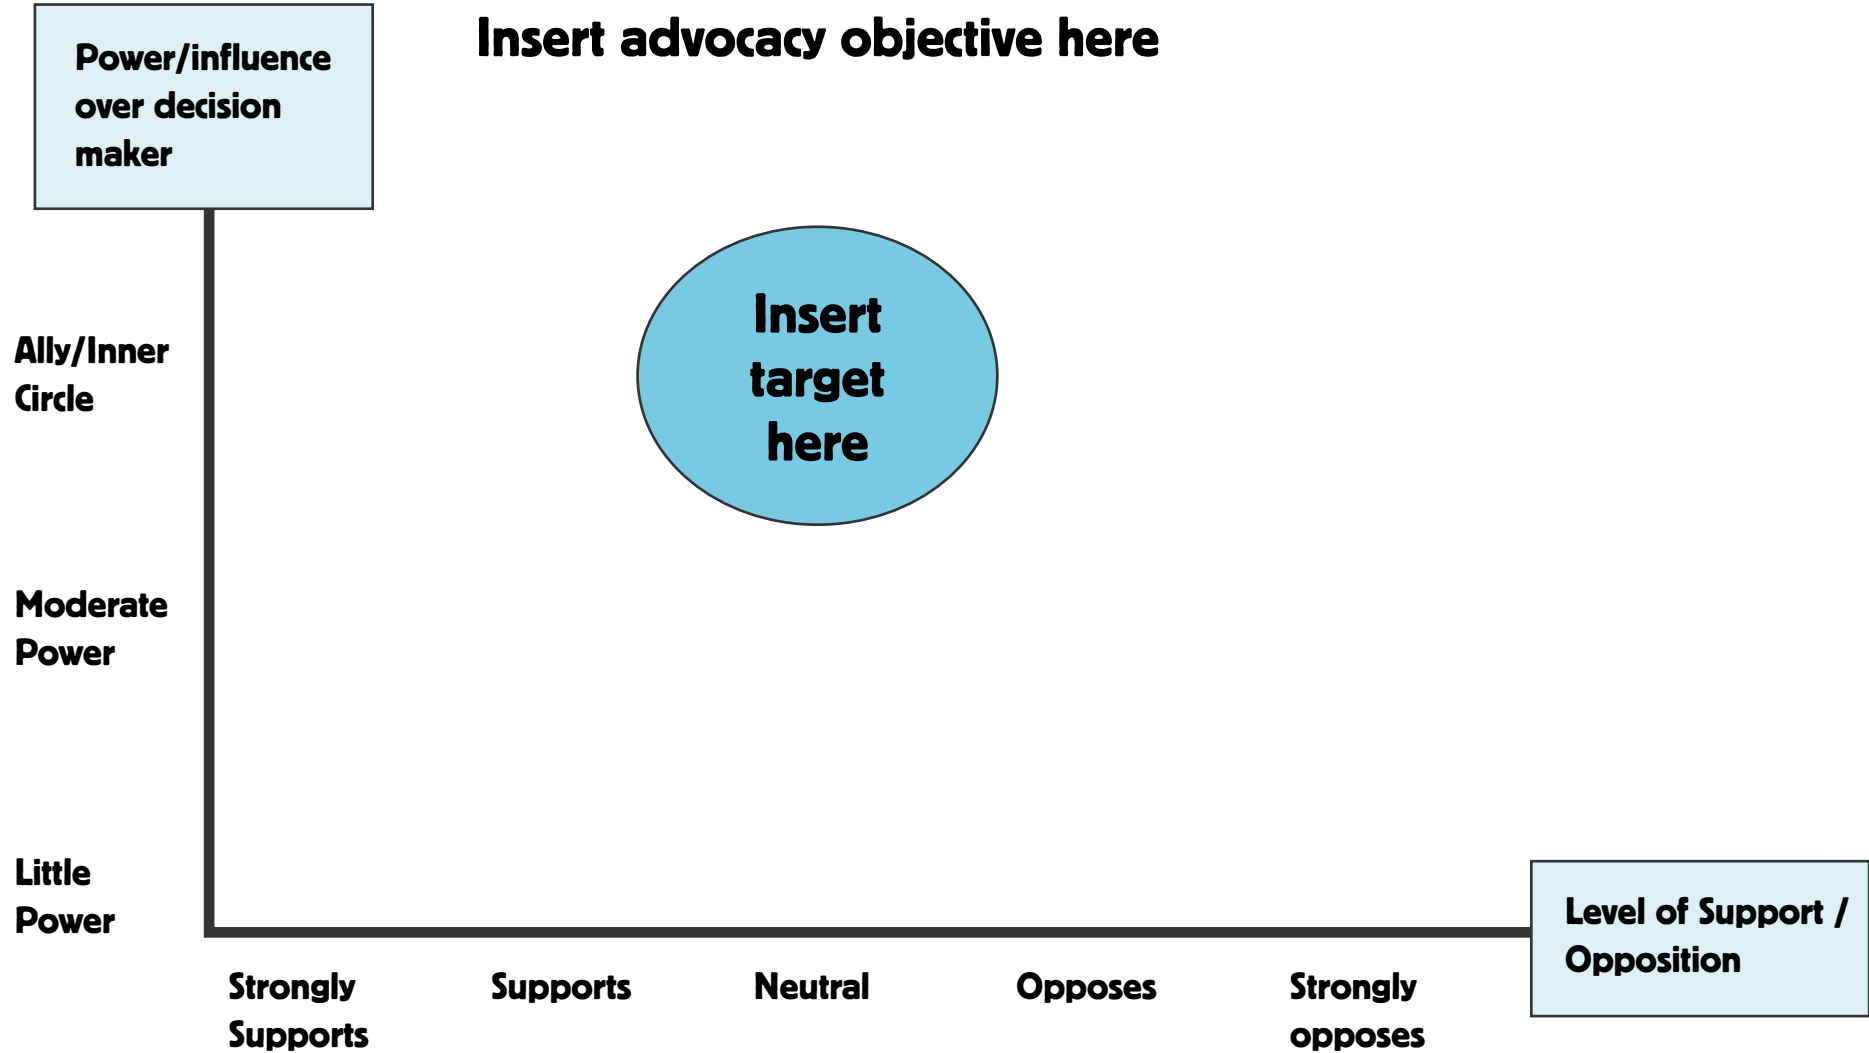 Insert advocacy objective here
Power/influence
over decision
maker
Insert
target
here
Ally/Inner
Circle
Moderate
Power
Little
Power
Level of Support /
Opposition
Strongly
Supports
Supports
Neutral
Opposes
Strongly
opposes